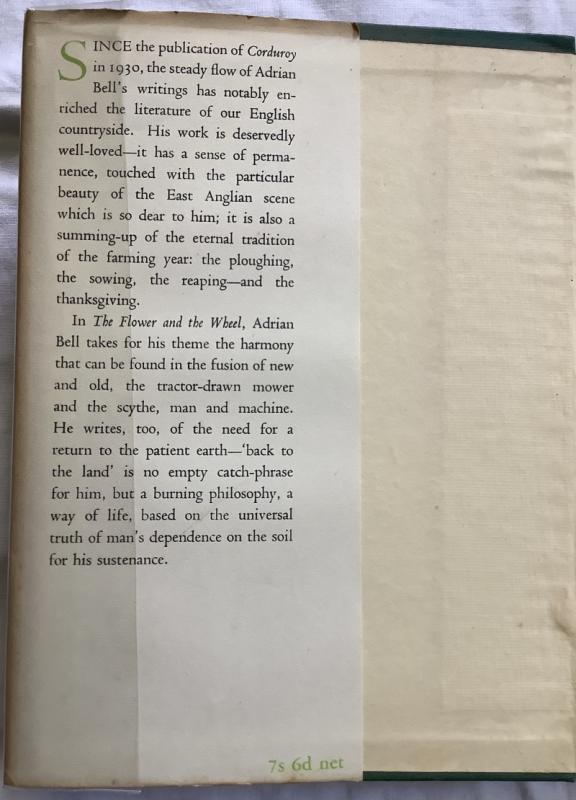 SINCE the publication of Corduroy
in 1930, the steady flow of Adrian
Bell's writings has notably en-
riched the literature of our English
countryside. His work is deservedly
well-loved—it has a sense of perma-
nence, touched with the particular
beauty of the East Anglian scene
which is so dear to him; it is also a
summing-up of the eternal tradition
of the farming year: the ploughing,
the sowing, the reaping—and the
thanksgiving.
In The Flower and the Wheel, Adrian
Bell takes for his theme the harmony
that can be found in the fusion of new
and old, the tractor-drawn mower
and the scythe, man and machine.
He writes, too, of the need for a
return to the patient earth—'back to
the land' is no empty catch-phrase
for him, but a burning philosophy, a
way of life, based on the universal
truth of man's dependence on the soil
for his sustenance.
7s 6d net